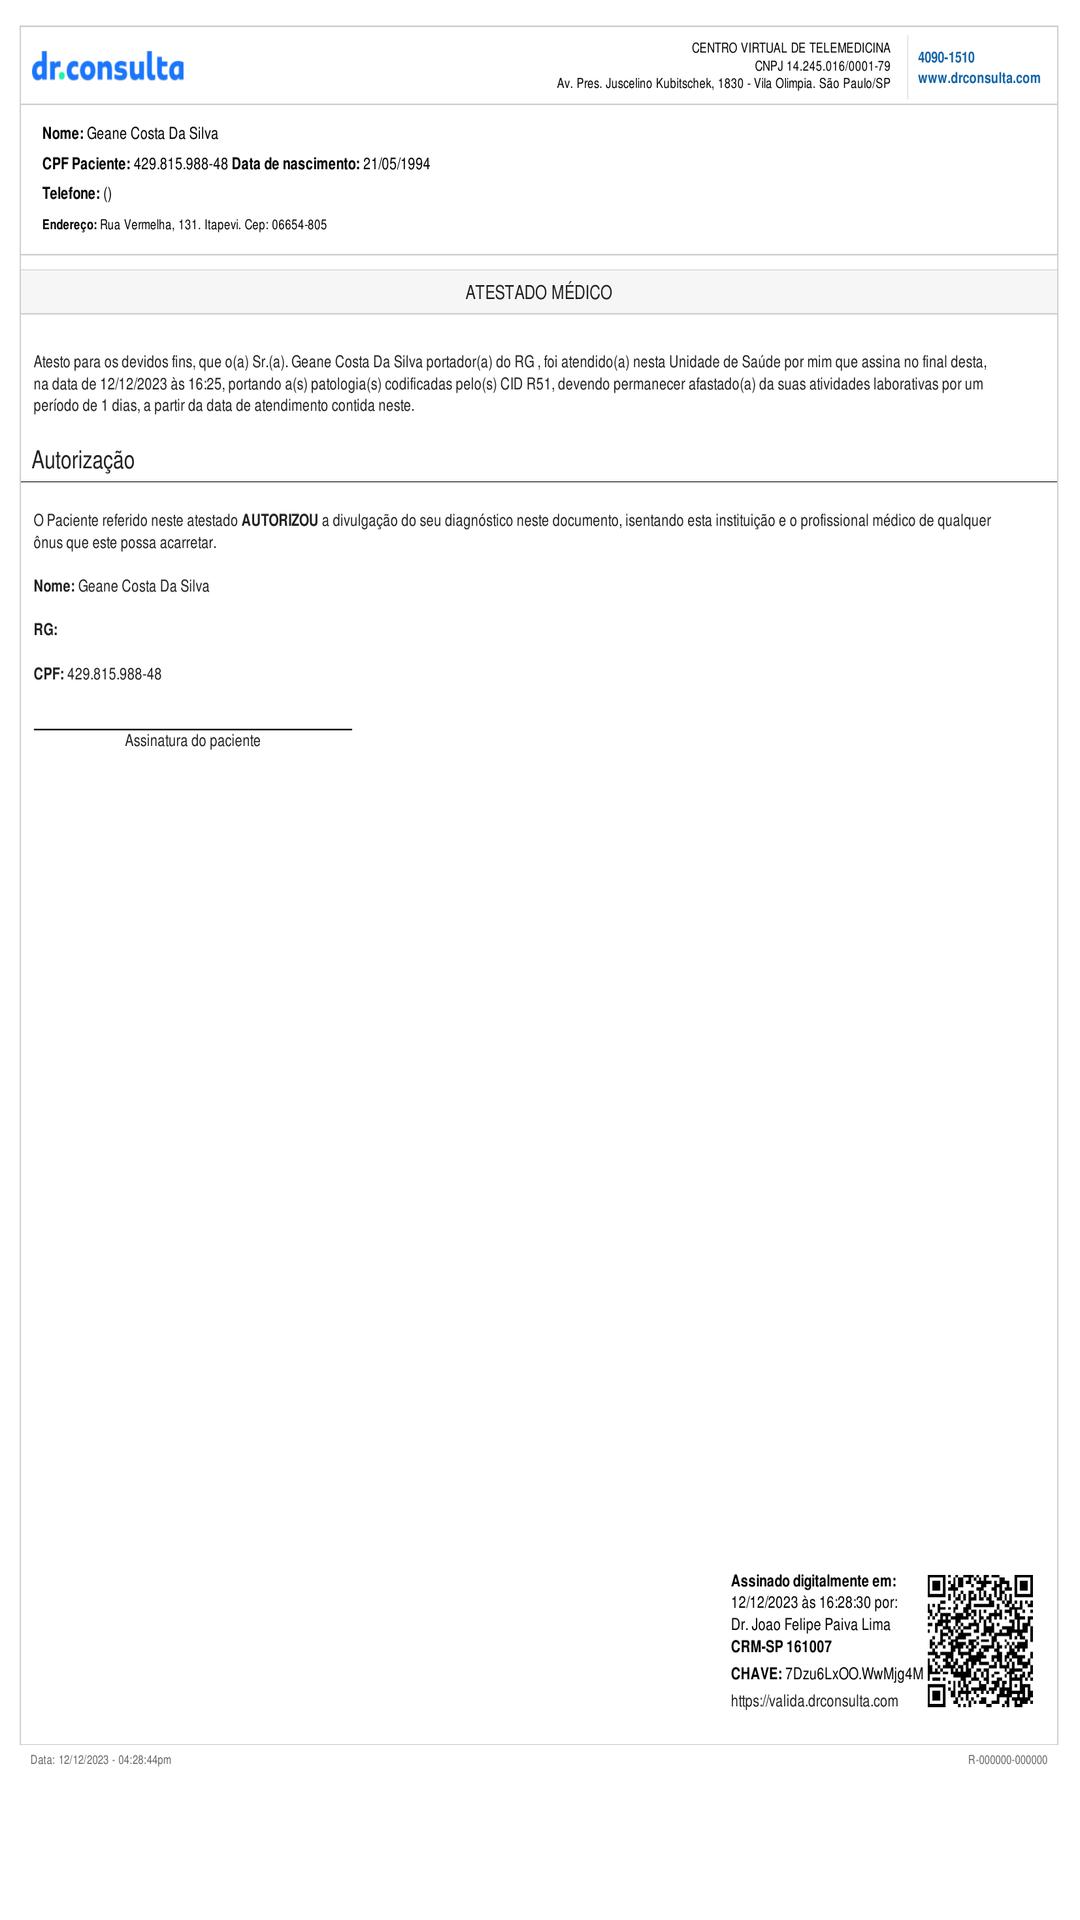 dr.consulta
CENTRO VIRTUAL DE TELEMEDICINA
CNPJ 14.245.016/0001-79
Av. Pres. Juscelino Kubitschek, 1830 - Vila Olimpia. São Paulo/SP
4090-1510
www.drconsulta.com
Nome: Geane Costa Da Silva
CPF Paciente: 429.815.988-48 Data de nascimento: 21/05/1994
Telefone: ()
Endereço: Rua Vermelha, 131. Itapevi. Cep: 06654-805
ATESTADO MÉDICO
Atesto para os devidos fins, que o(a) Sr.(a). Geane Costa Da Silva portador(a) do RG , foi atendido(a) nesta Unidade de Saúde por mim que assina no final desta,
na data de 12/12/2023 às 16:25, portando a(s) patologia(s) codificadas pelo(s) CID R51, devendo permanecer afastado(a) da suas atividades laborativas por um
período de 1 dias, a partir da data de atendimento contida neste.
Autorização
O Paciente referido neste atestado AUTORIZOU a divulgação do seu diagnóstico neste documento, isentando esta instituição e o profissional médico de qualquer
ônus que este possa acarretar.
Nome: Geane Costa Da Silva
RG:
CPF: 429.815.988-48
Assinatura do paciente
Assinado digitalmente em:
12/12/2023 às 16:28:30 por:
Dr. Joao Felipe Paiva Lima
CRM-SP 161007
CHAVE: 7Dzu6LxOO.WwMjg4M
https://valida.drconsulta.com
Data: 12/12/2023 - 04:28:44pm
R-000000-000000